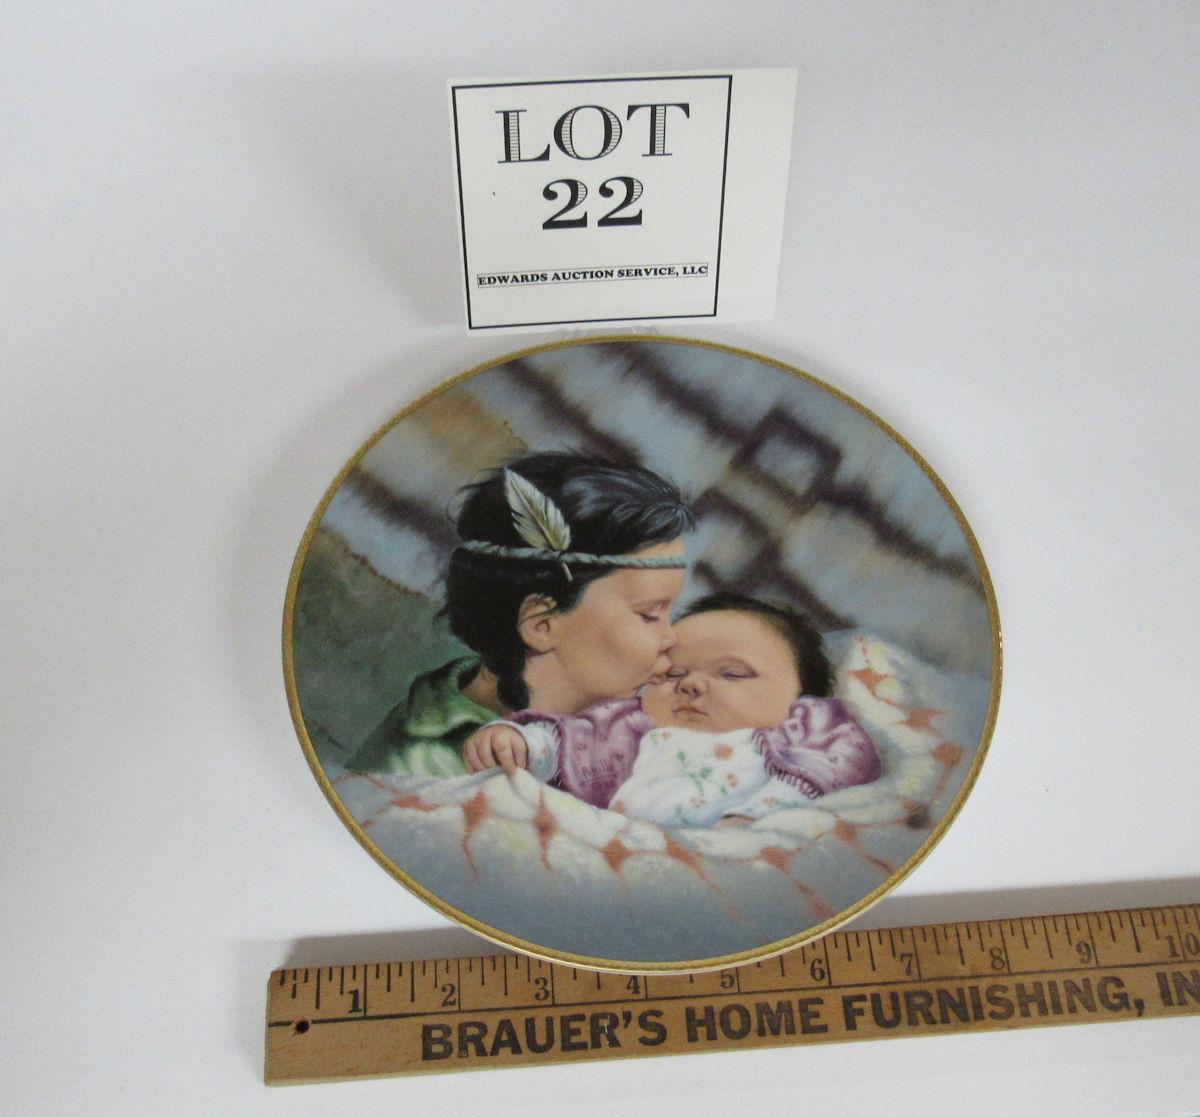 LOT
22
EDWARDS AUCTION SERVICE, LLC
1 2 3 4 5 6 7 8 9 10
BRAUER'S HOME FURNISHING, IN